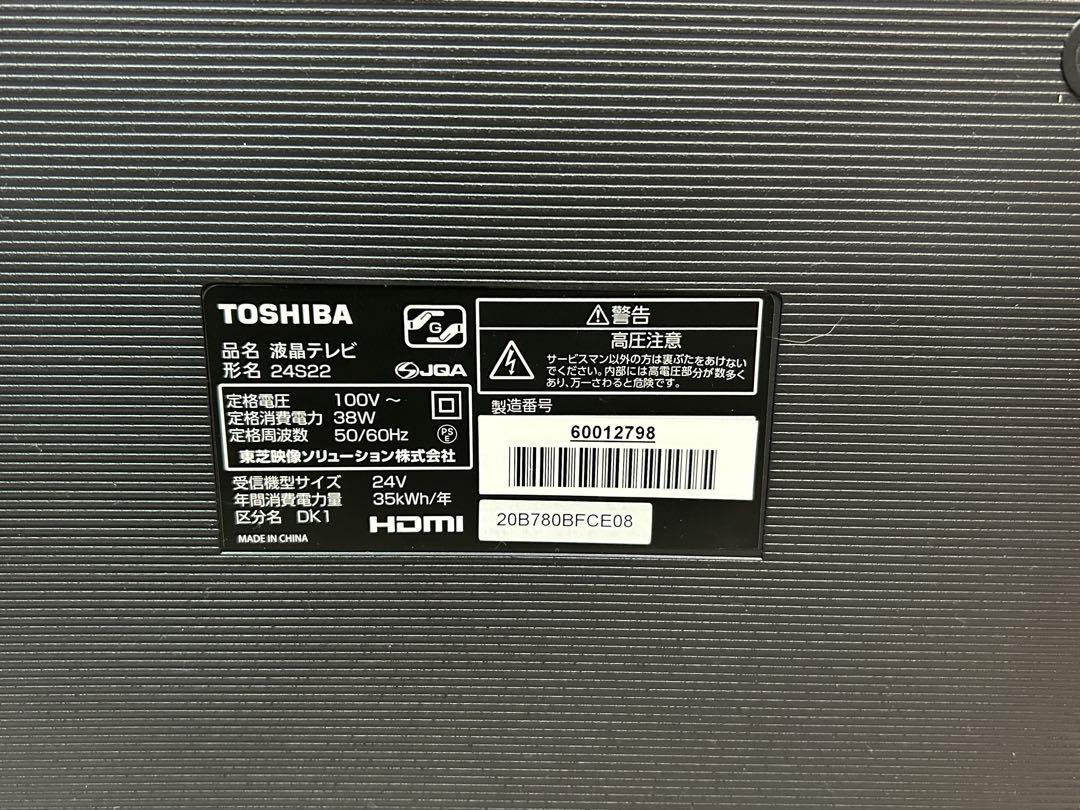 TOSHIBA
品名 液晶テレビ
形名 24S22
G
JQA
定格電圧 100V ~
定格消費電力 38W
定格周波数 50/60Hz
PS
E
東芝映像ソリューション株式会社
受信機型サイズ 24V
年間消費電力量 35kWh/年
区分名 DK1
HDMI
MADE IN CHINA
警告
高圧注意
サービスマン以外の方は裏ぶたをあけない
でください。内部には高電圧部分が数多く
あり、万一さわると危険です。
製造番号
60012798
20B780BFCE08